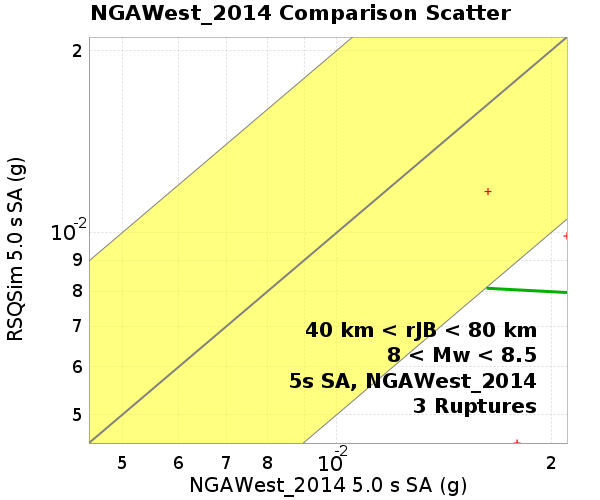 NGAWest_2014 Comparison Scatter
RSQSim 5.0 s SA (g)
2
10-2
9
8
7
6
5
40 km < rJB < 80 km
8 < Mw < 8.5
5s SA, NGAWest_2014
3 Ruptures
5 6 7 8 10-2 2
NGAWest_2014 5.0 s SA (g)